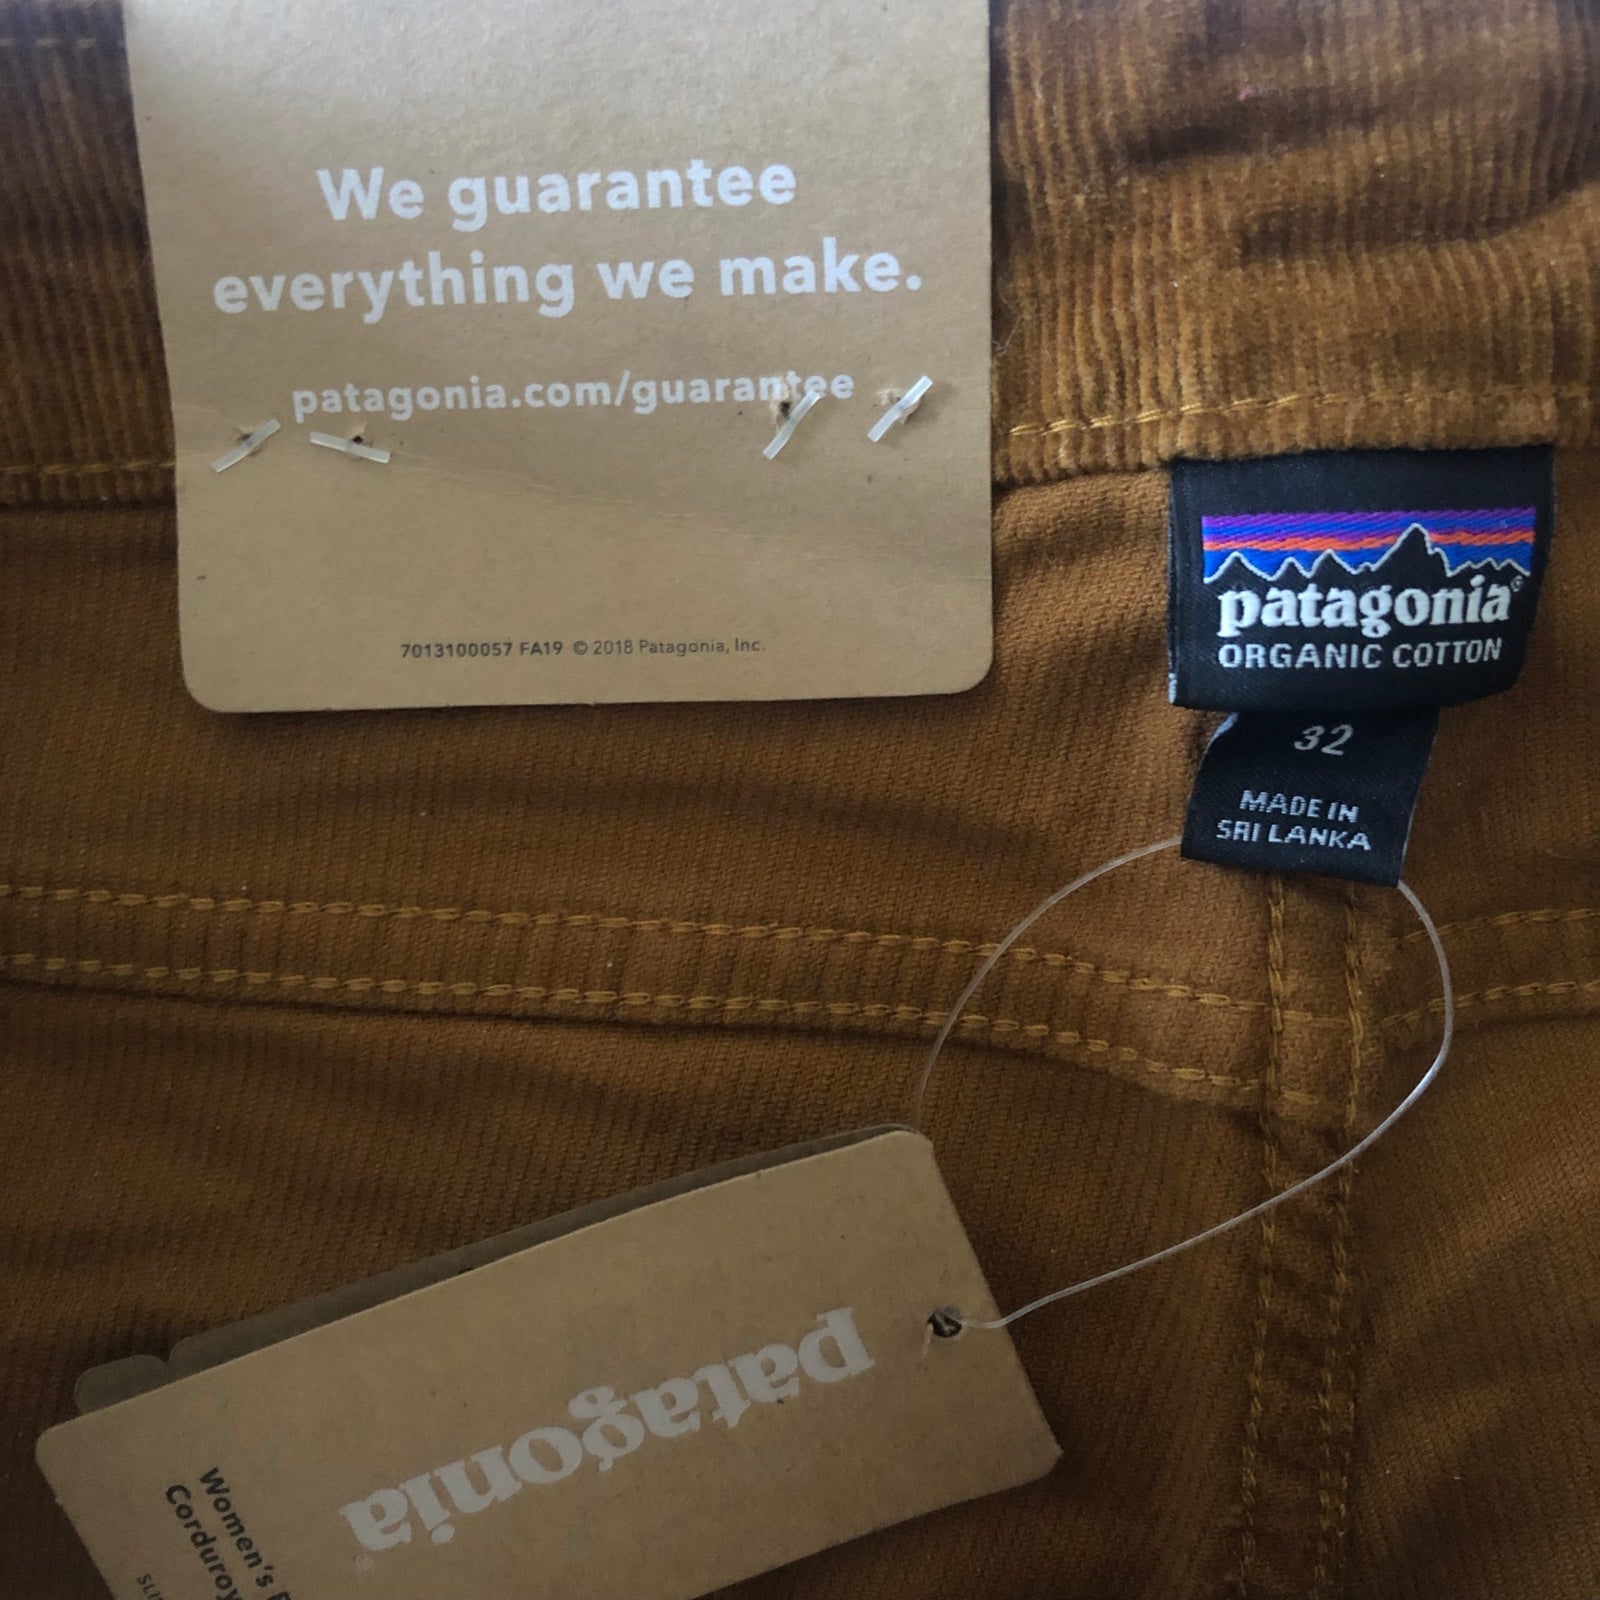 We guarantee
everything we make.
patagonia.com/guarantee
7013100057 FA19 © 2018 Patagonia, Inc.
patagonia®
ORGANIC COTTON
32
MADE IN
SRI LANKA
patagonia®
Women's
Corduroy